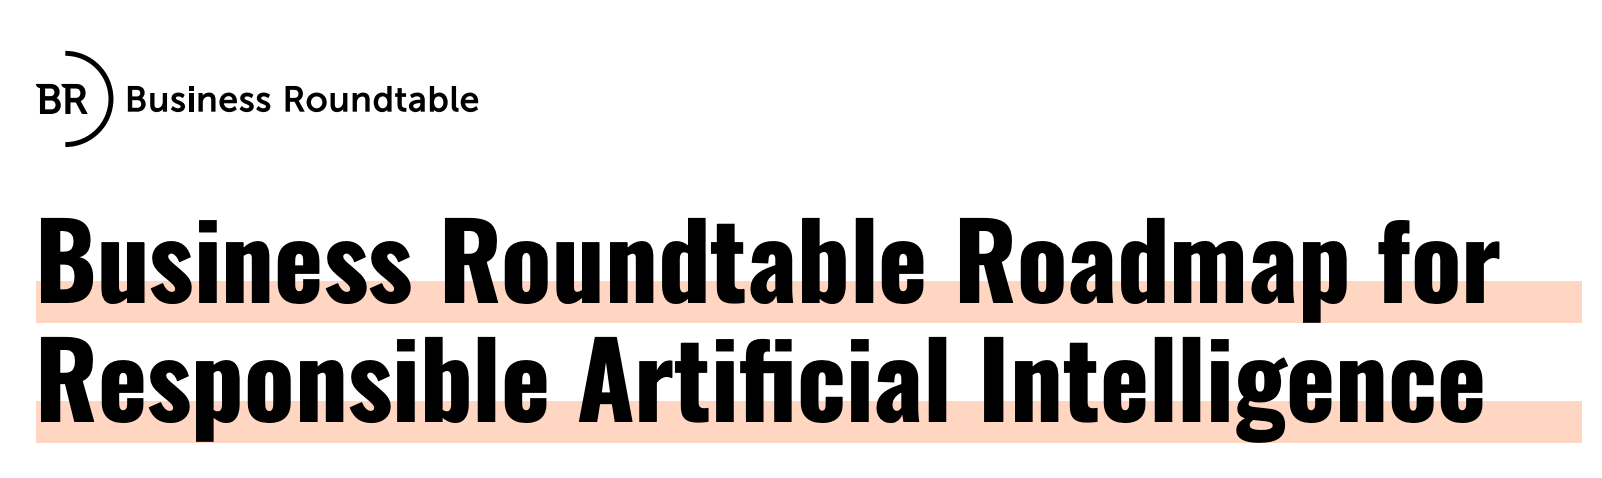 BR Business Roundtable
Business Roundtable Roadmap for
Responsible Artificial Intelligence